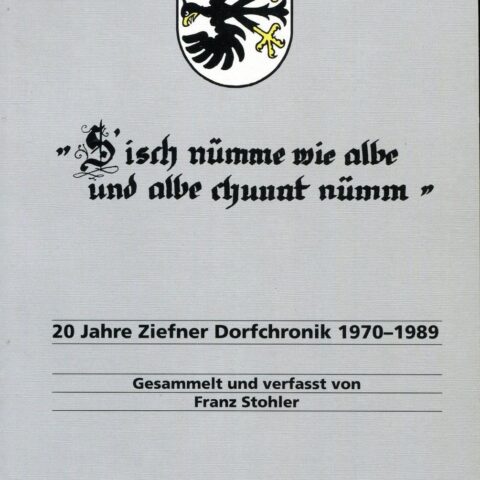 "S'isch nümme wie albe
und albe chunnt nümm"
20 Jahre Ziefner Dorfchronik 1970–1989
Gesammelt und verfasst von
Franz Stohler